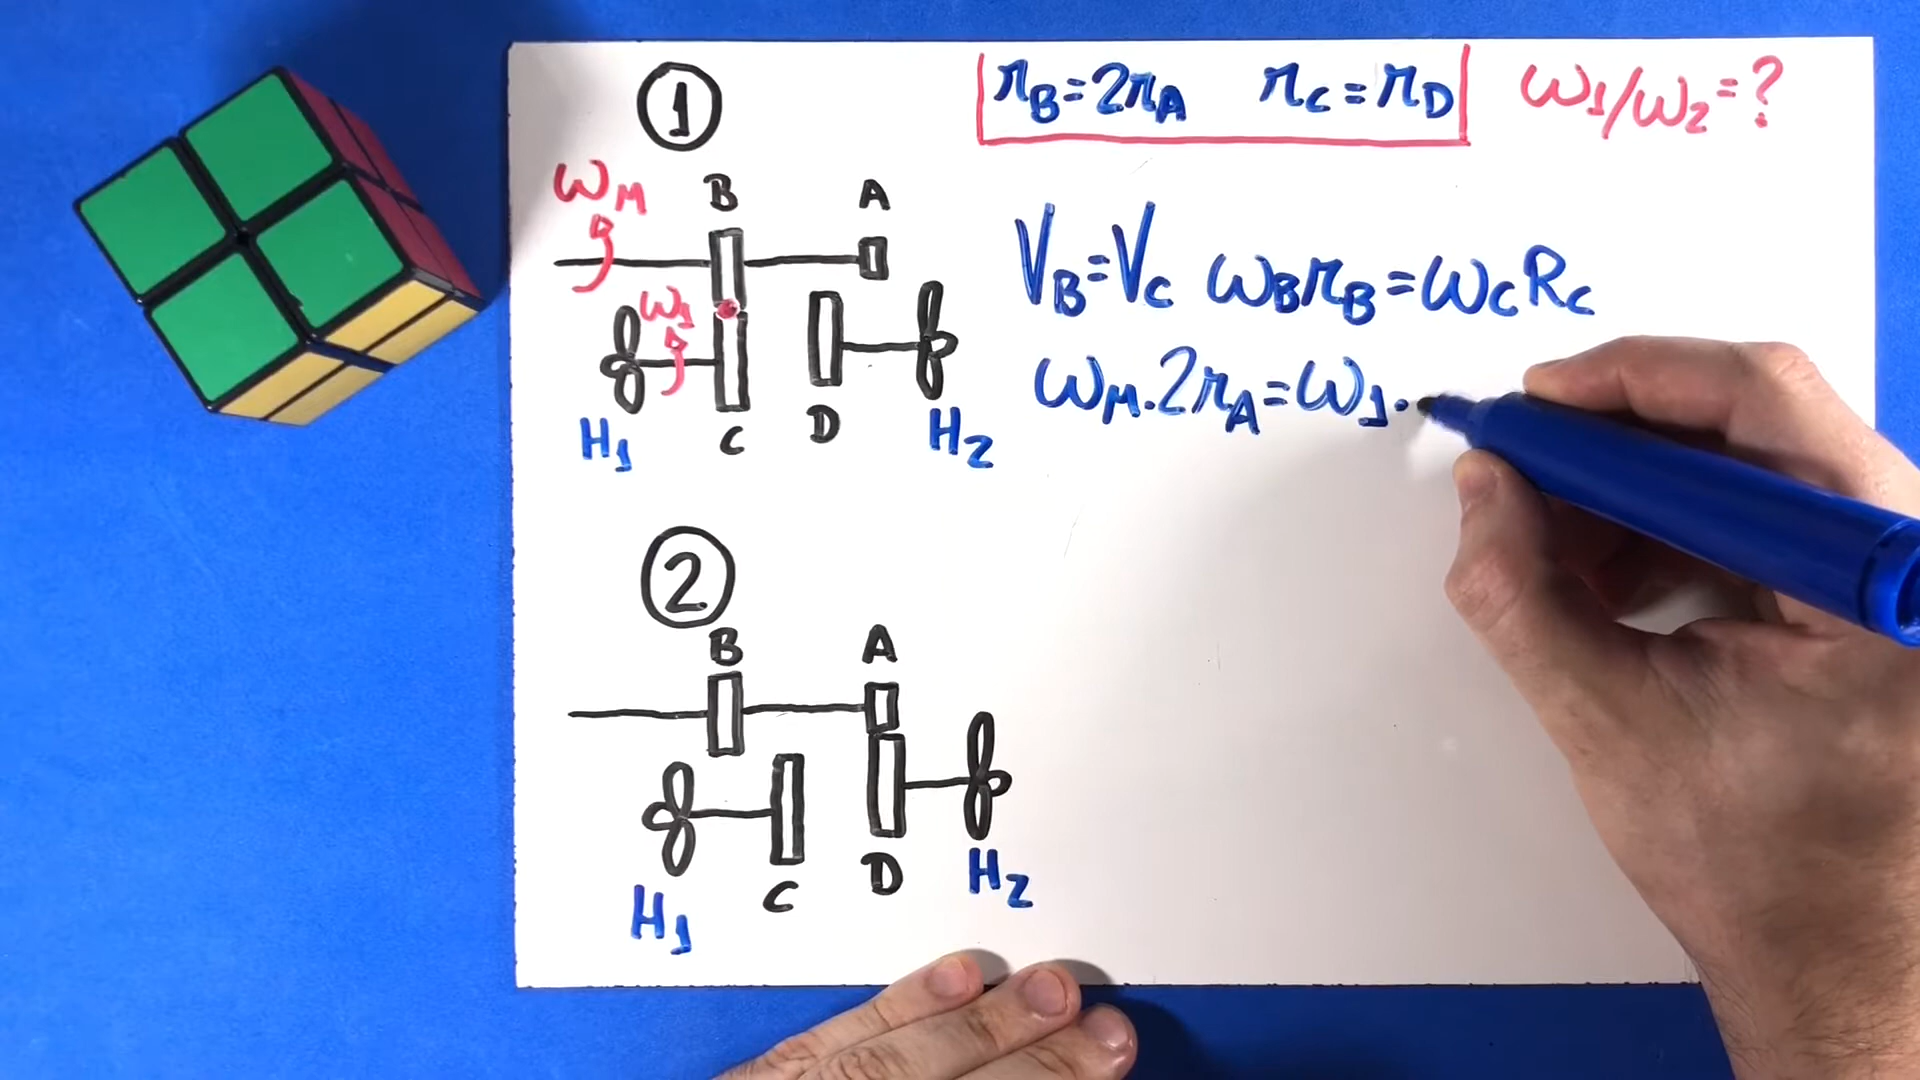 ①
r_B=2r_A r_C=r_D ω_1/ω_2=?
ω_M B A
V_B=V_C ω_B r_B=ω_C R_C
ω_1
ω_M.2r_A=ω_1.
H_1 C D H_2
②
B A
H_1 C D H_2